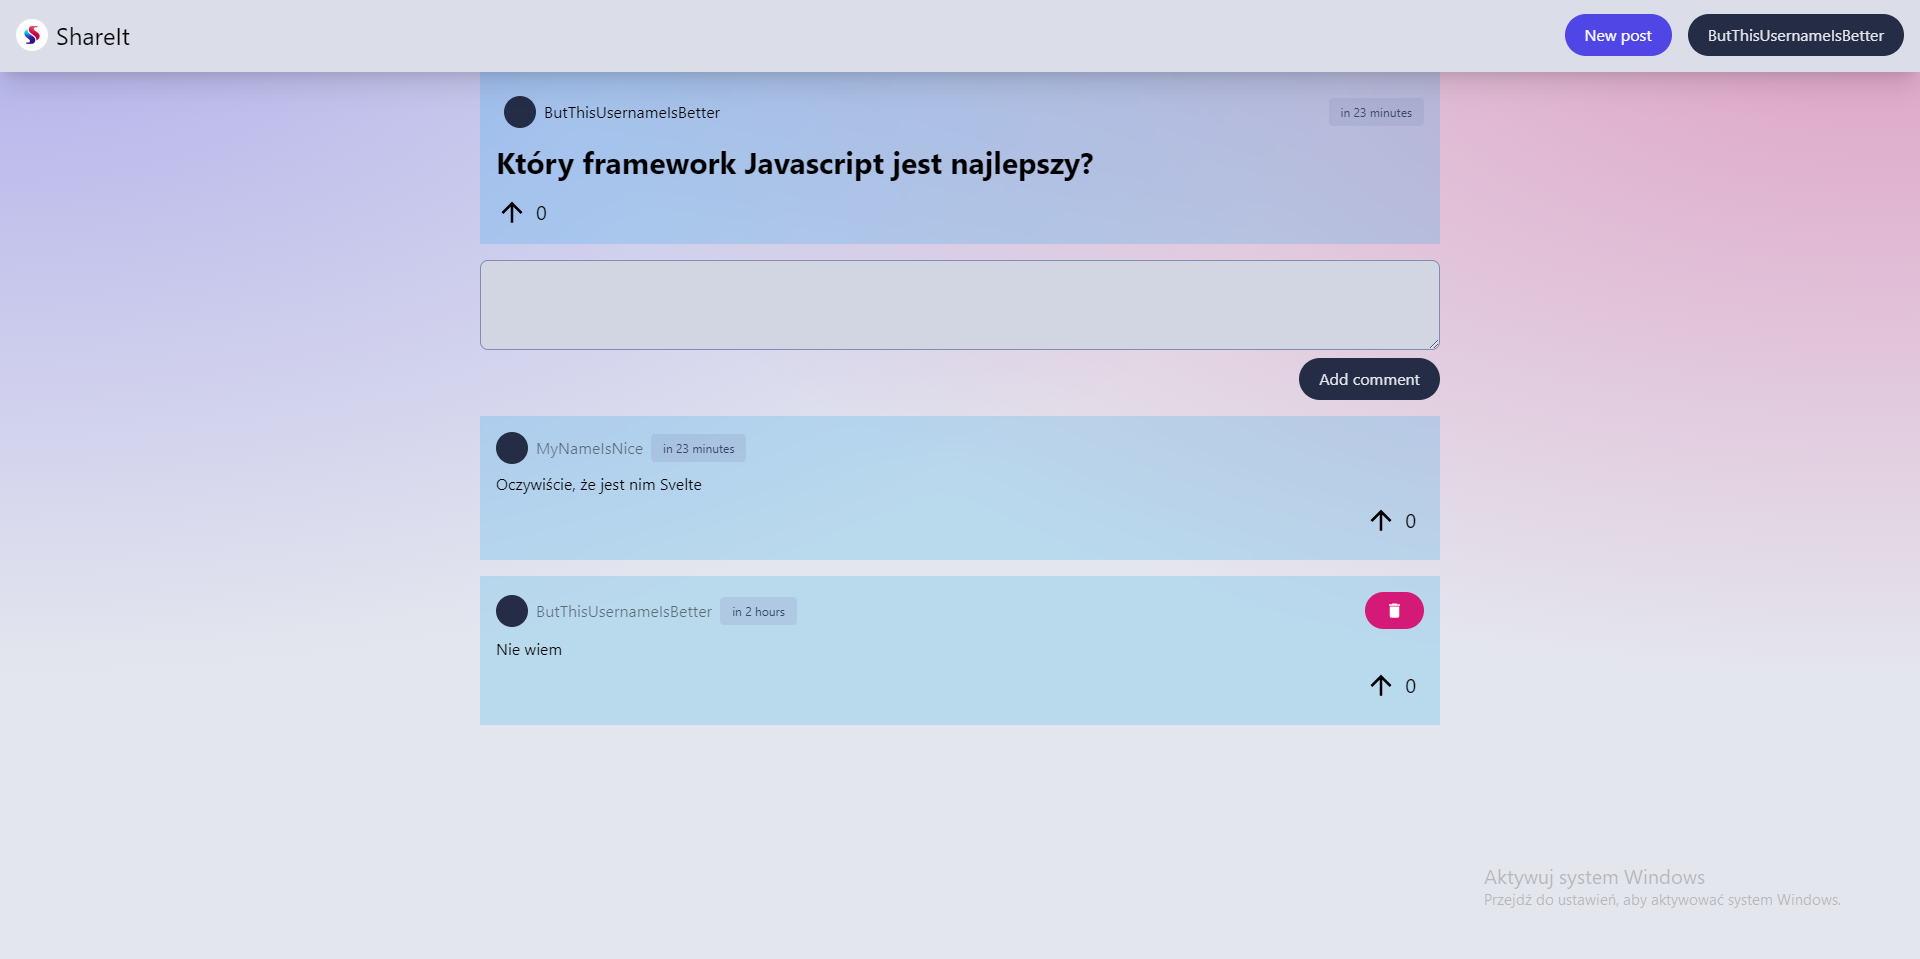 ShareIt
New post
ButThisUsernameIsBetter
ButThisUsernameIsBetter
in 23 minutes
Który framework Javascript jest najlepszy?
0
Add comment
MyNameIsNice
in 23 minutes
Oczywiście, że jest nim Svelte
0
ButThisUsernameIsBetter
in 2 hours
Nie wiem
0
Aktywuj system Windows
Przejdź do ustawień, aby aktywować system Windows.